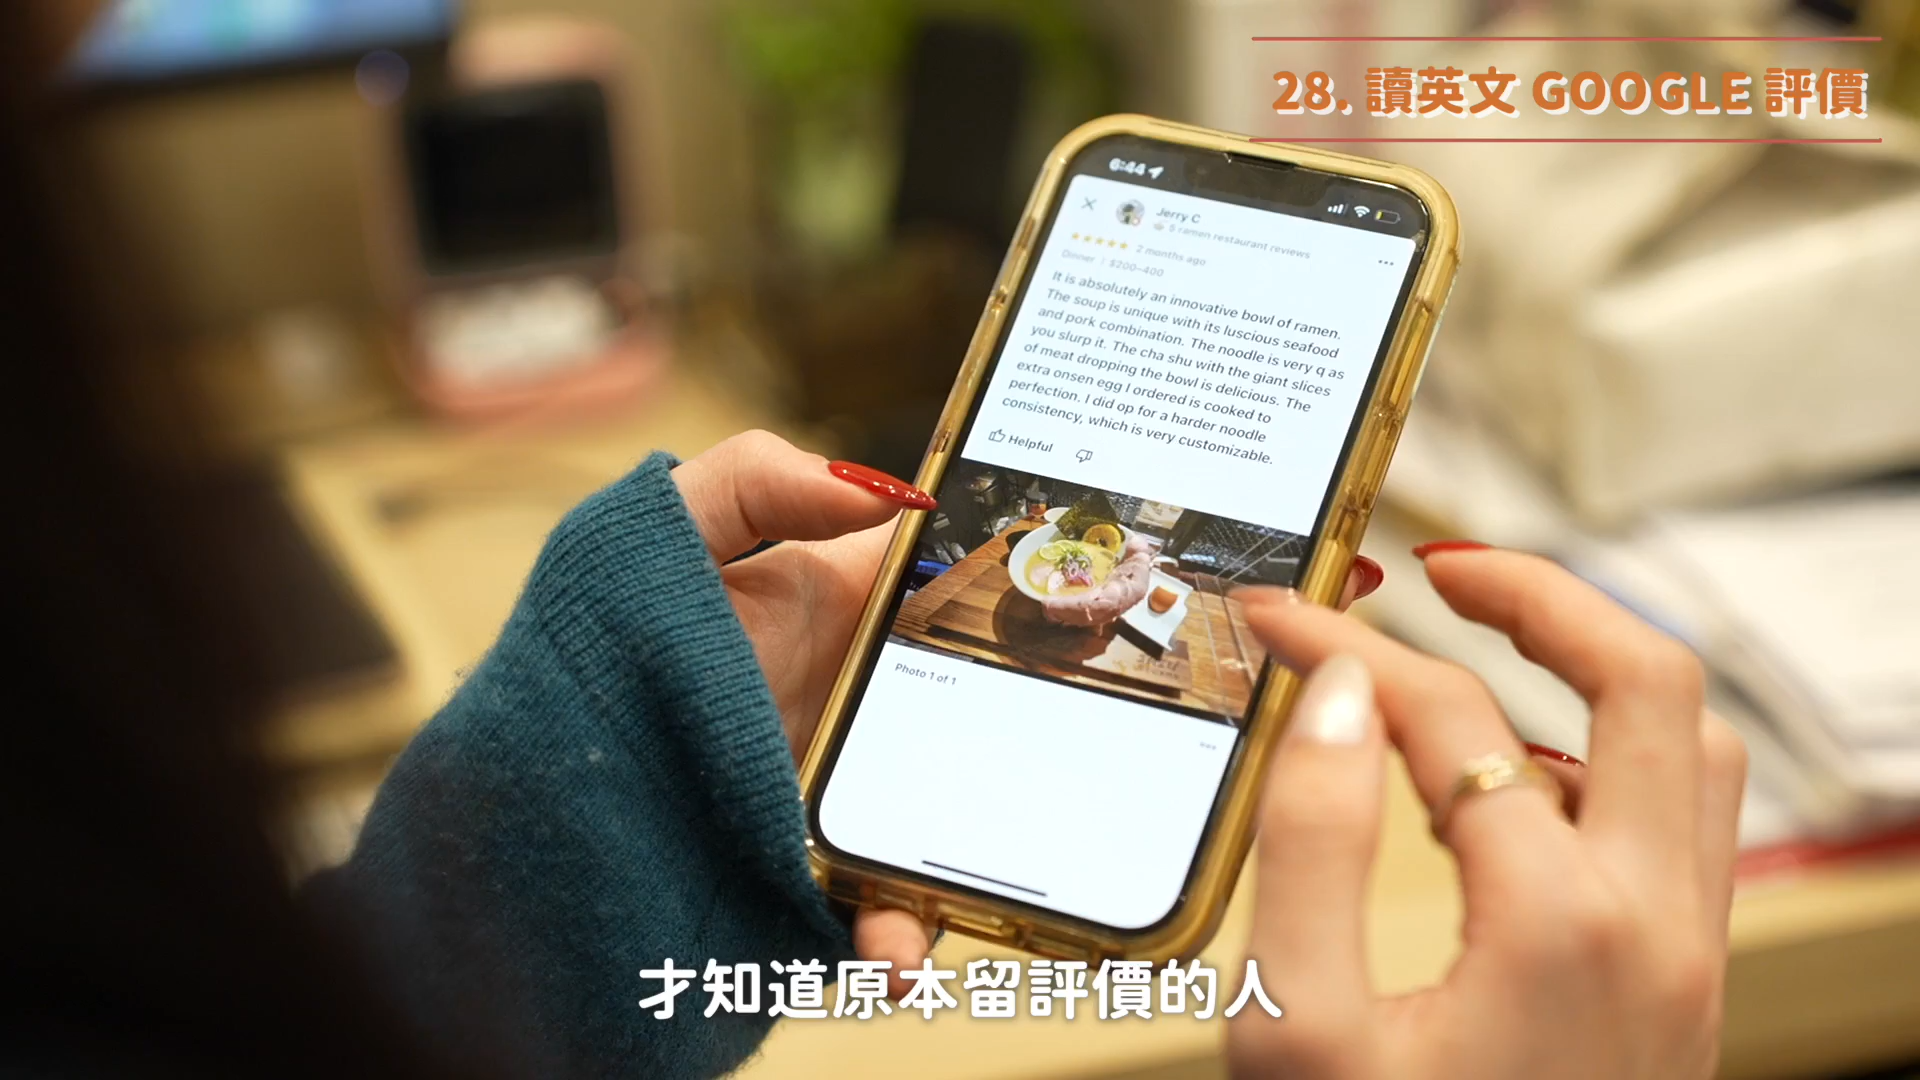 28. 讀英文 GOOGLE 評價
6:44
Jerry C
5 ramen restaurant reviews
2 months ago
Dinner | $200–400
It is absolutely an innovative bowl of ramen.
The soup is unique with its luscious seafood
and pork combination. The noodle is very q as
you slurp it. The cha shu with the giant slices
of meat dropping the bowl is delicious. The
extra onsen egg I ordered is cooked to
perfection. I did op for a harder noodle
consistency, which is very customizable.
Helpful
Photo 1 of 1
才知道原本留評價的人